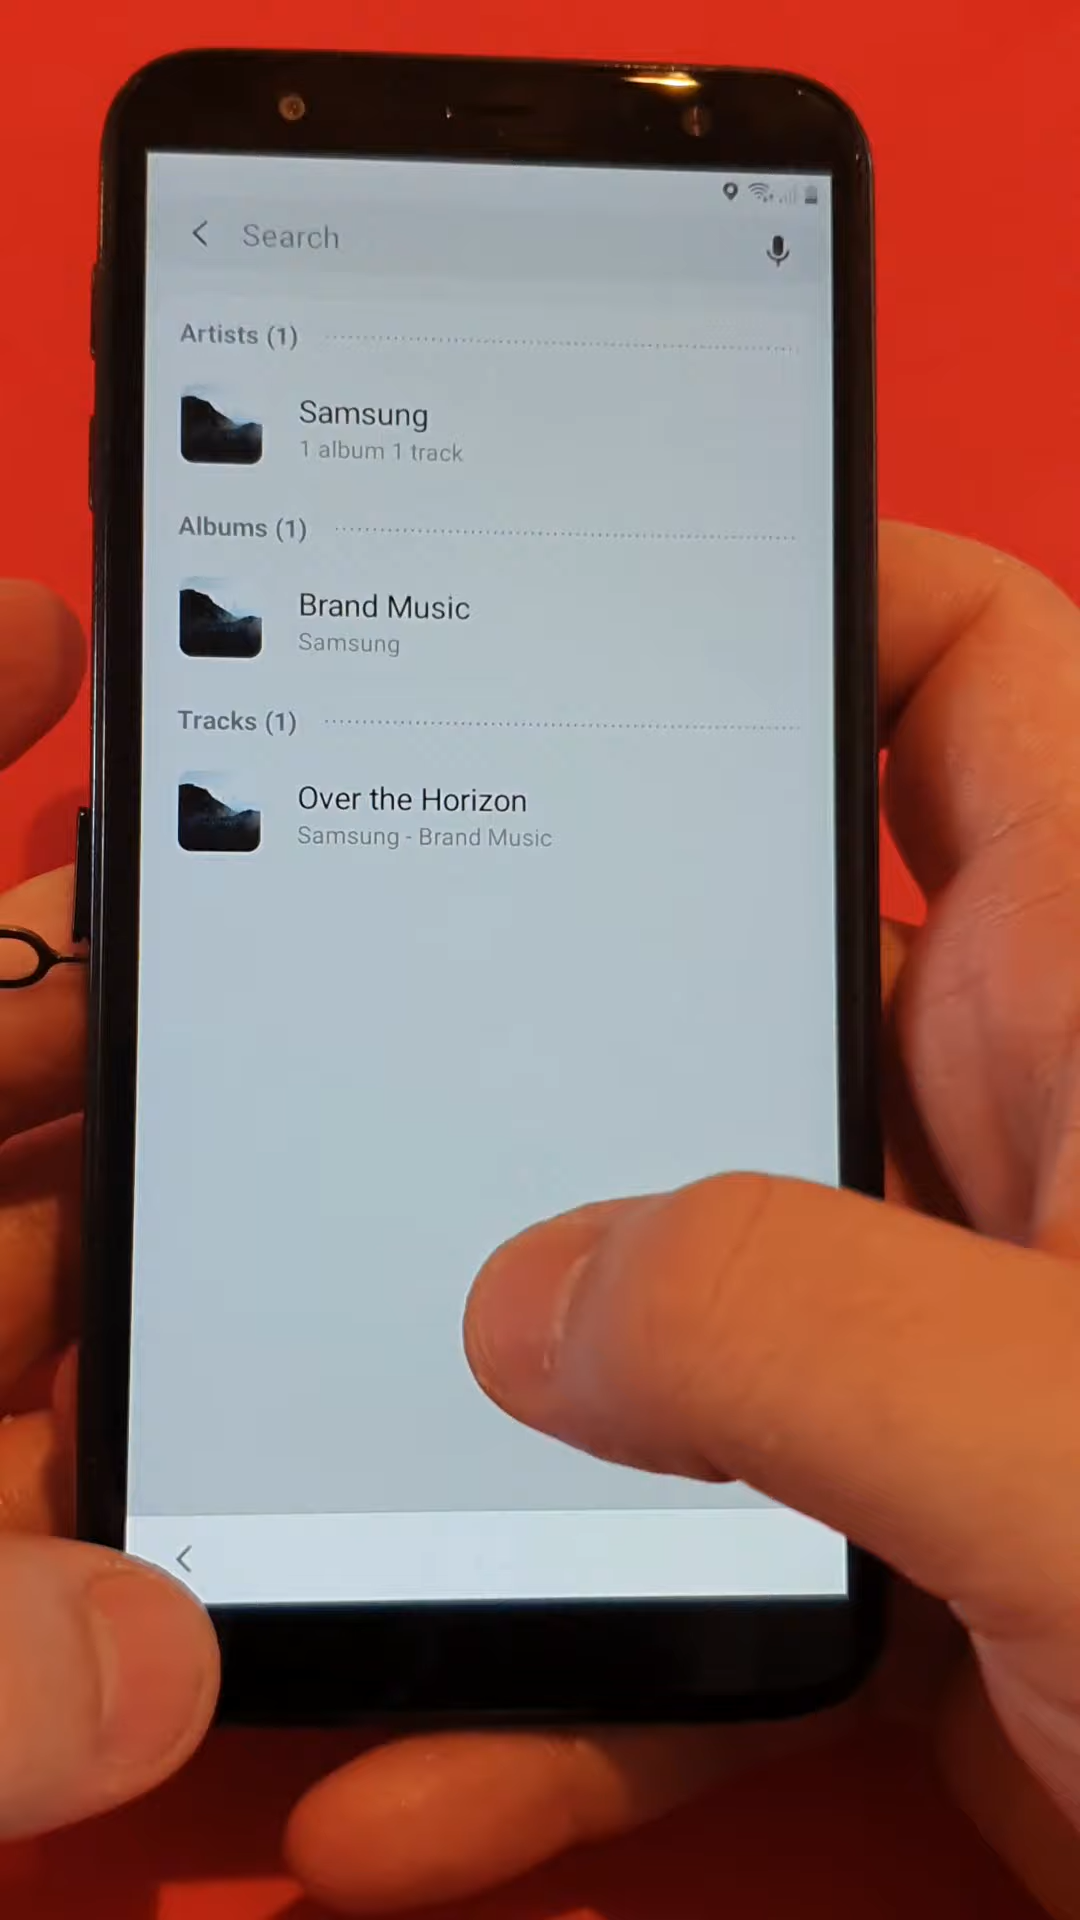 Search
Artists (1)
Samsung
1 album 1 track
Albums (1)
Brand Music
Samsung
Tracks (1)
Over the Horizon
Samsung - Brand Music